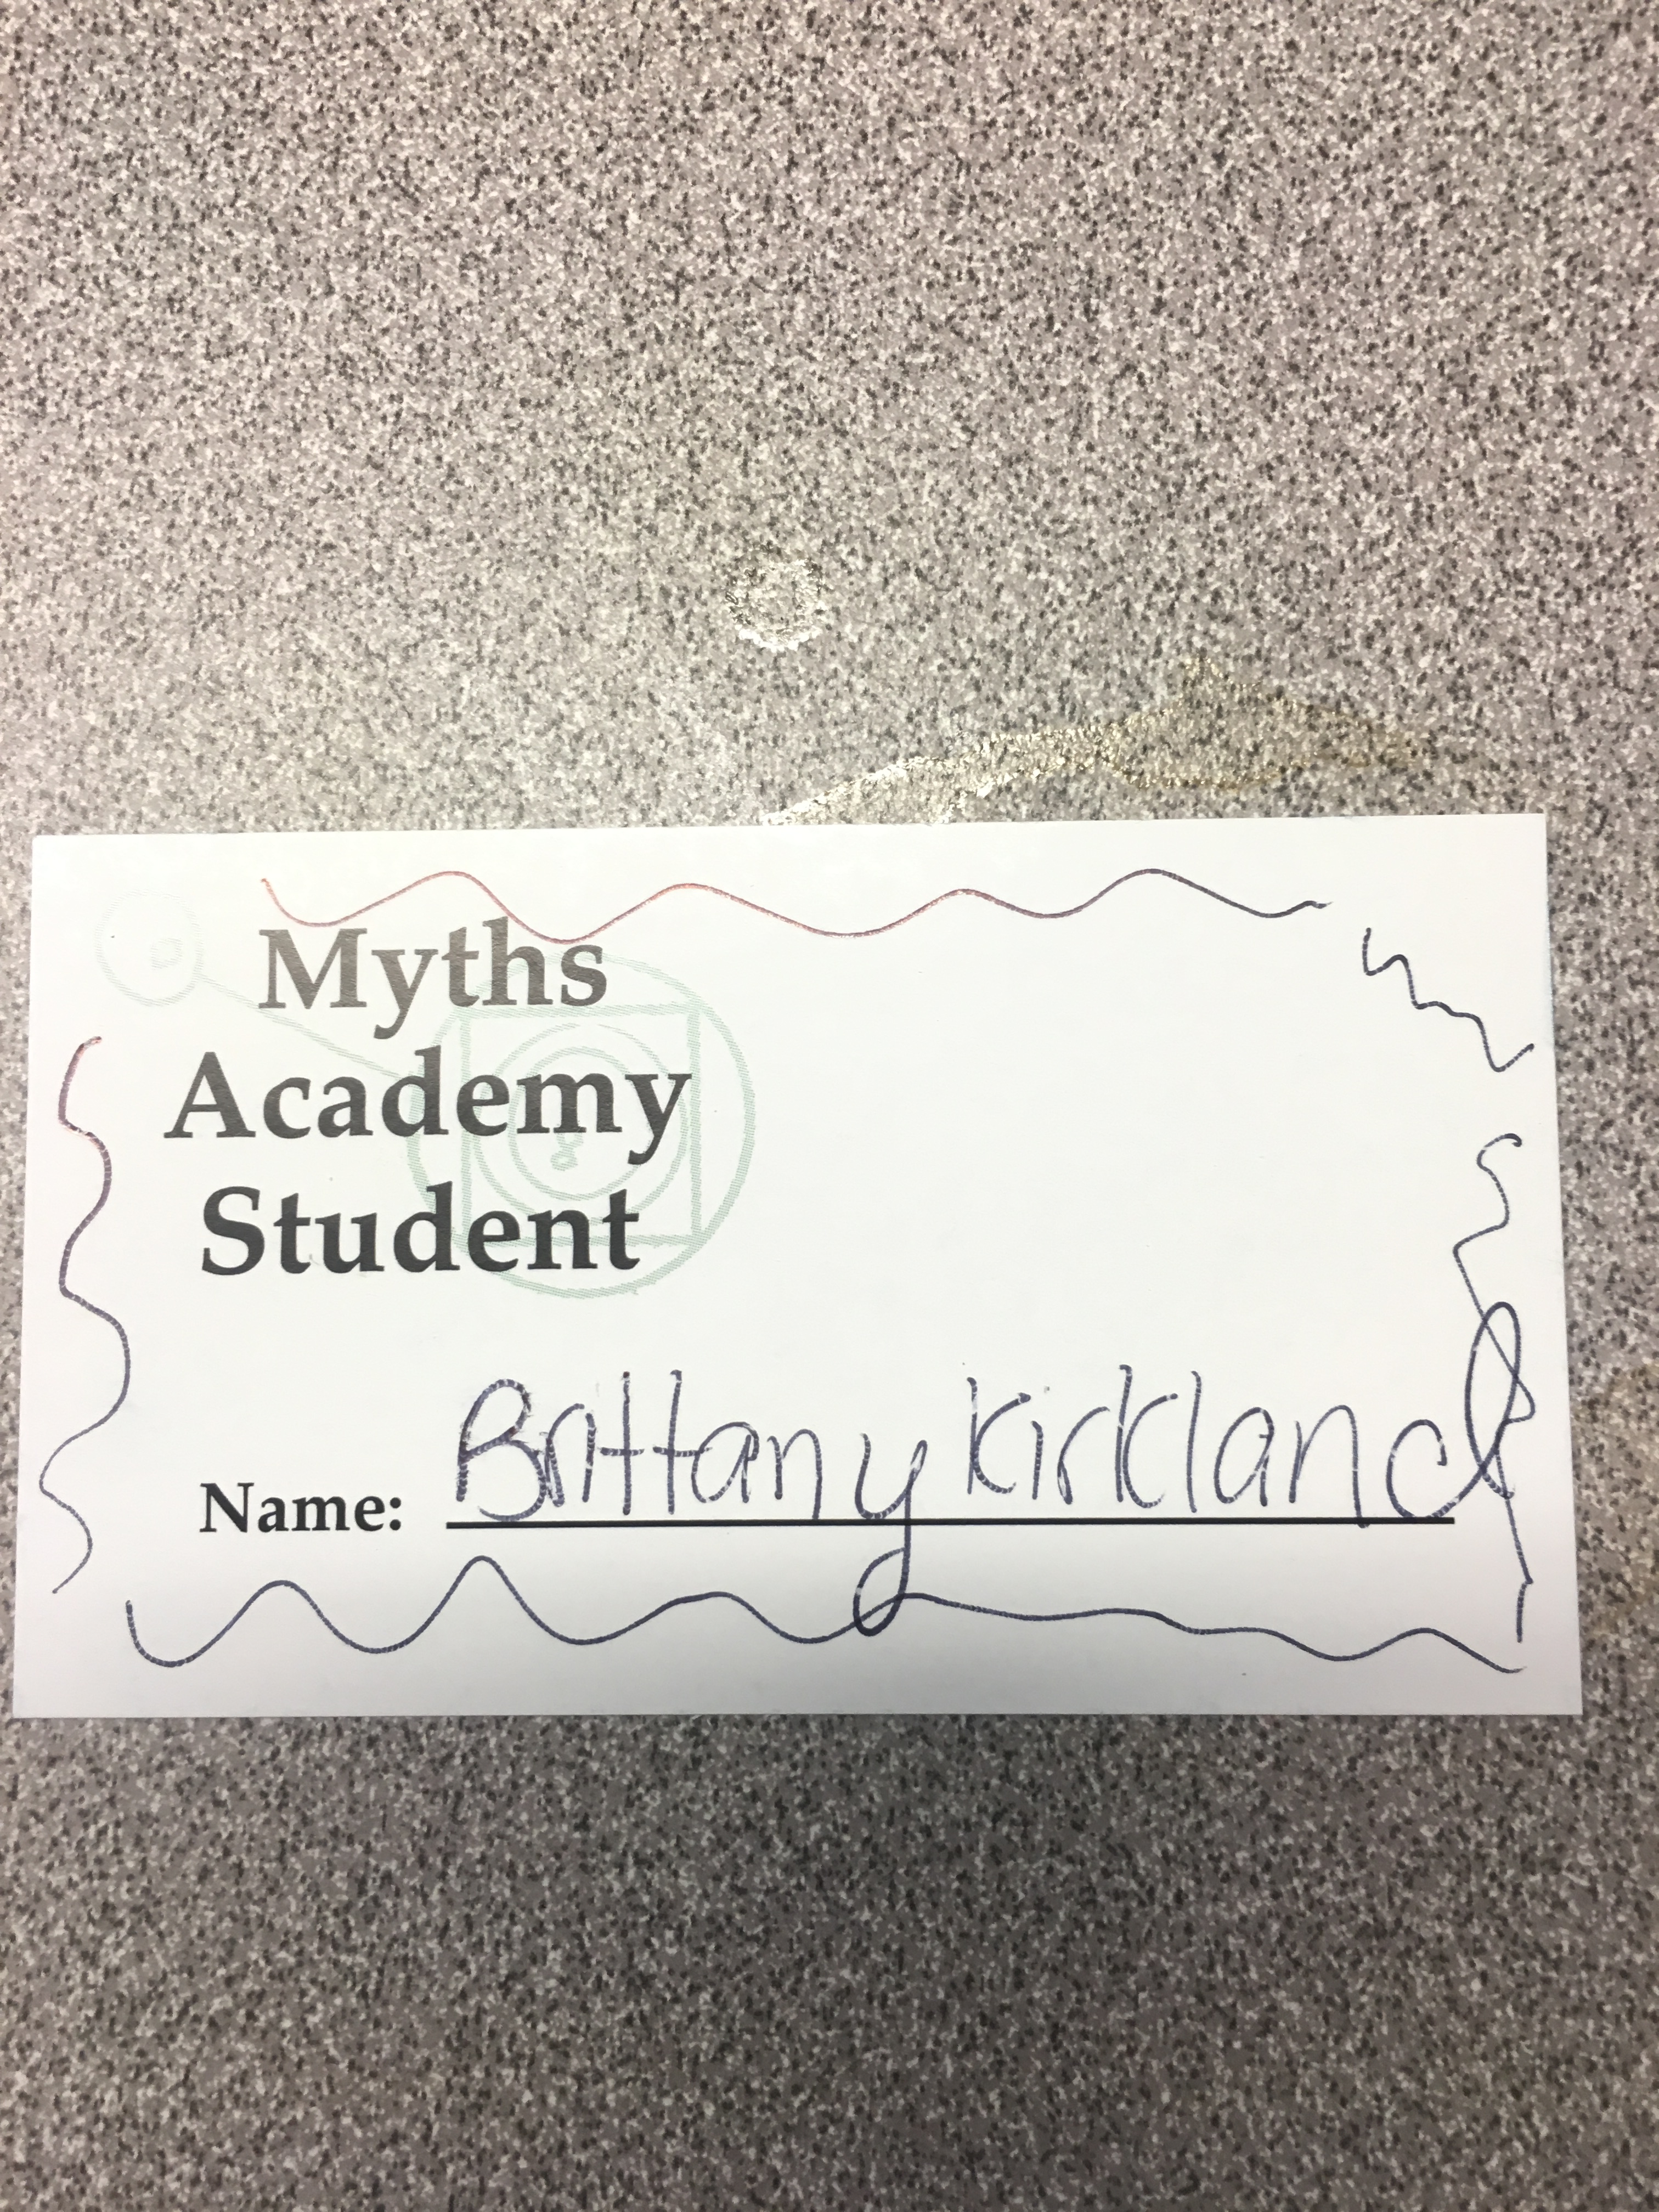 Myths
Academy
Student
Name: Brittany Kirkland